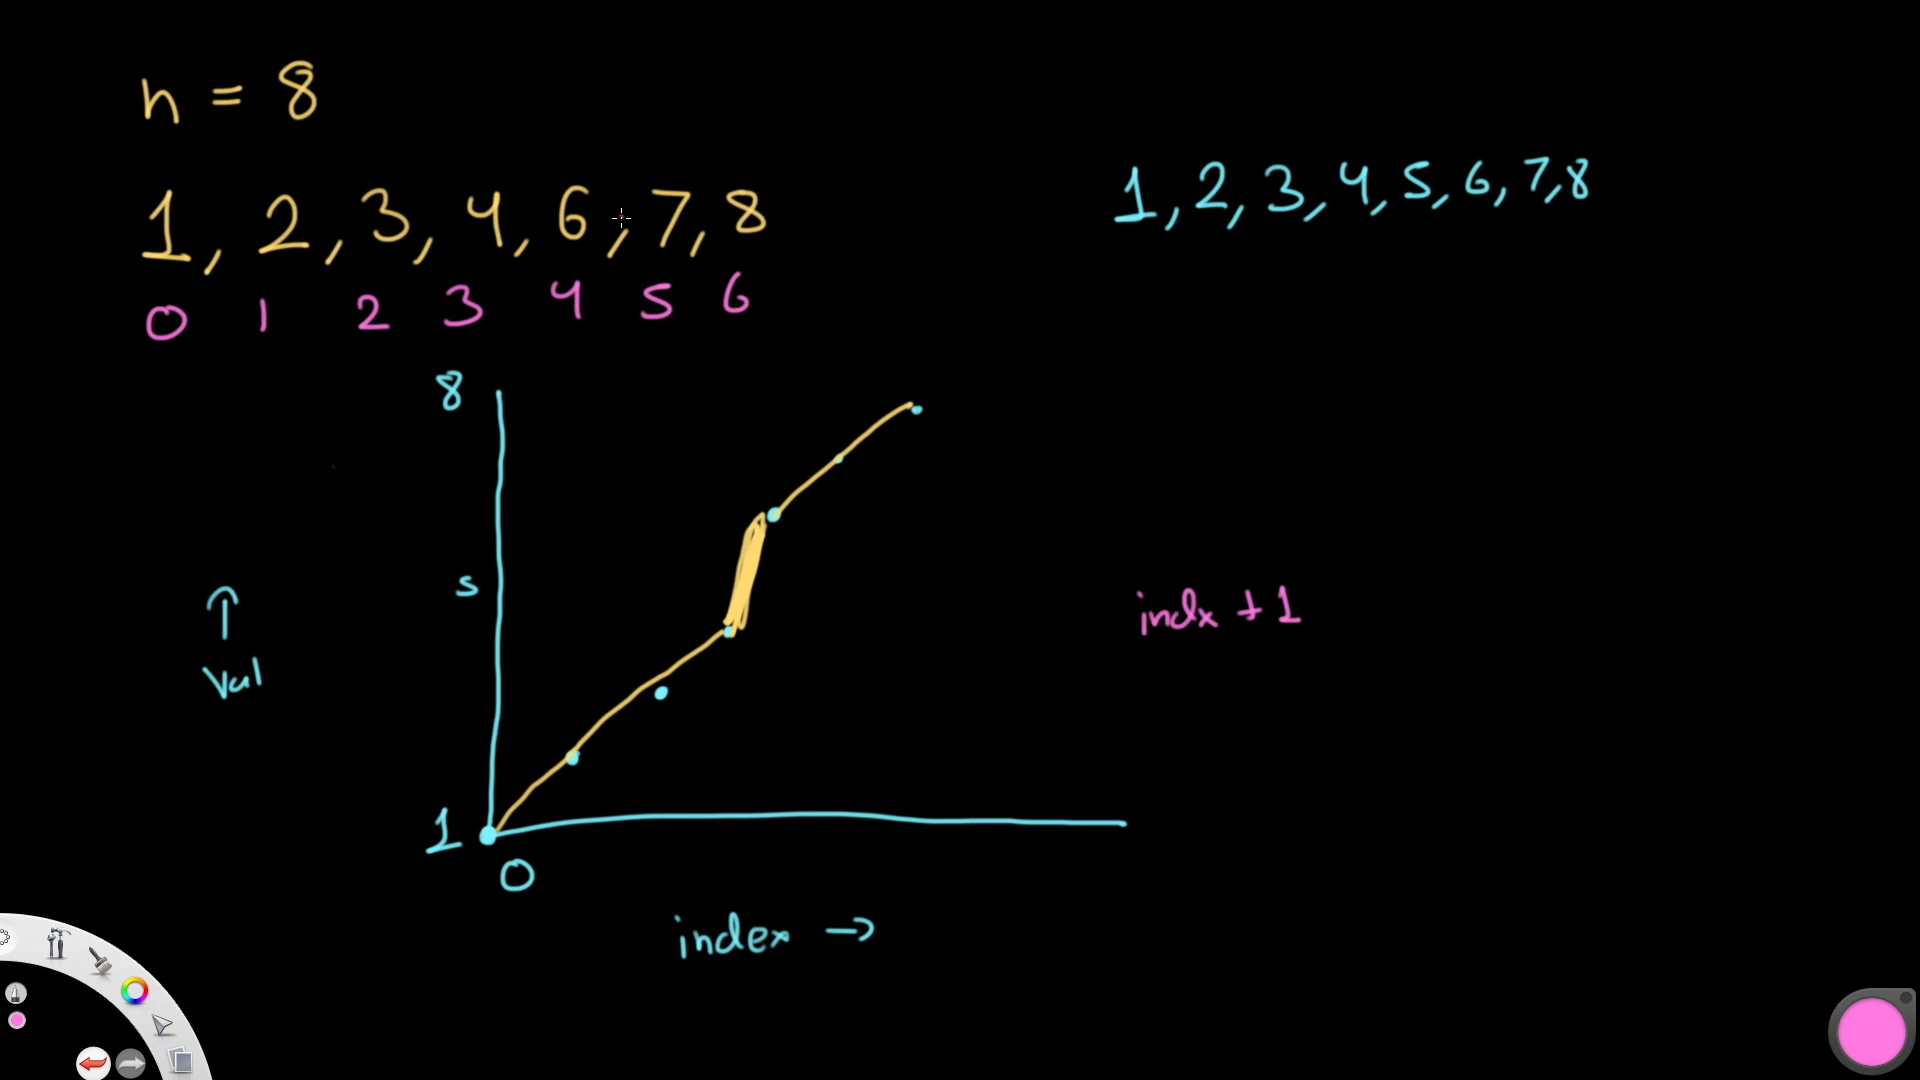 n = 8
1, 2, 3, 4, 6, 7, 8
1, 2, 3, 4, 5, 6, 7, 8
0 1 2 3 4 5 6
8
5
indx + 1
Val
1
0
index →